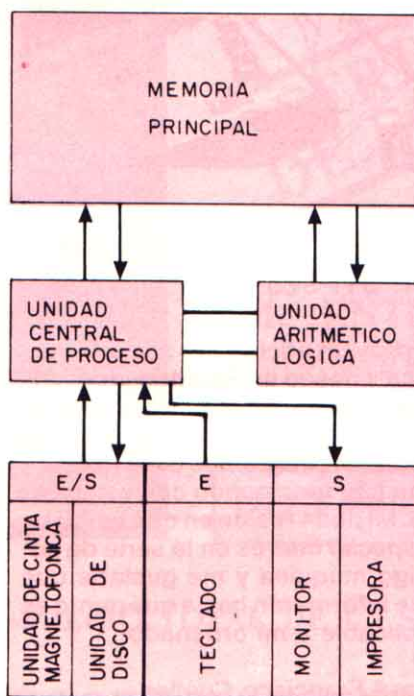 MEMORIA
PRINCIPAL
UNIDAD
CENTRAL
DE PROCESO
UNIDAD
ARITMETICO
LOGICA
E/S
E
S
UNIDAD DE CINTA
MAGNETOFONICA
UNIDAD DE
DISCO
TECLADO
MONITOR
IMPRESORA